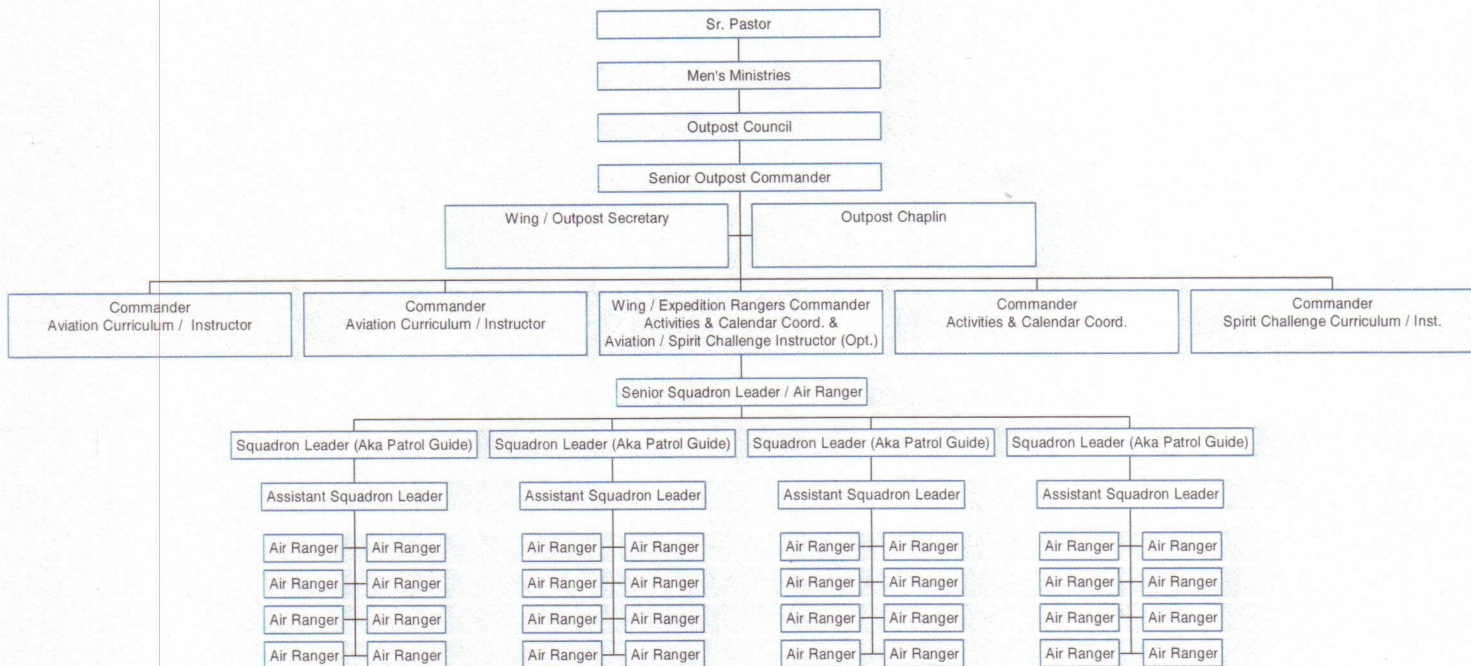 Sr. Pastor
Men's Ministries
Outpost Council
Senior Outpost Commander
Wing / Outpost Secretary
Outpost Chaplin
Commander
Aviation Curriculum / Instructor
Commander
Aviation Curriculum / Instructor
Wing / Expedition Rangers Commander
Activities & Calendar Coord. &
Aviation / Spirit Challenge Instructor (Opt.)
Commander
Activities & Calendar Coord.
Commander
Spirit Challenge Curriculum / Inst.
Senior Squadron Leader / Air Ranger
Squadron Leader (Aka Patrol Guide)
Squadron Leader (Aka Patrol Guide)
Squadron Leader (Aka Patrol Guide)
Squadron Leader (Aka Patrol Guide)
Assistant Squadron Leader
Assistant Squadron Leader
Assistant Squadron Leader
Assistant Squadron Leader
Air Ranger Air Ranger Air Ranger Air Ranger Air Ranger Air Ranger Air Ranger Air Ranger
Air Ranger Air Ranger Air Ranger Air Ranger Air Ranger Air Ranger Air Ranger Air Ranger
Air Ranger Air Ranger Air Ranger Air Ranger Air Ranger Air Ranger Air Ranger Air Ranger
Air Ranger Air Ranger Air Ranger Air Ranger Air Ranger Air Ranger Air Ranger Air Ranger